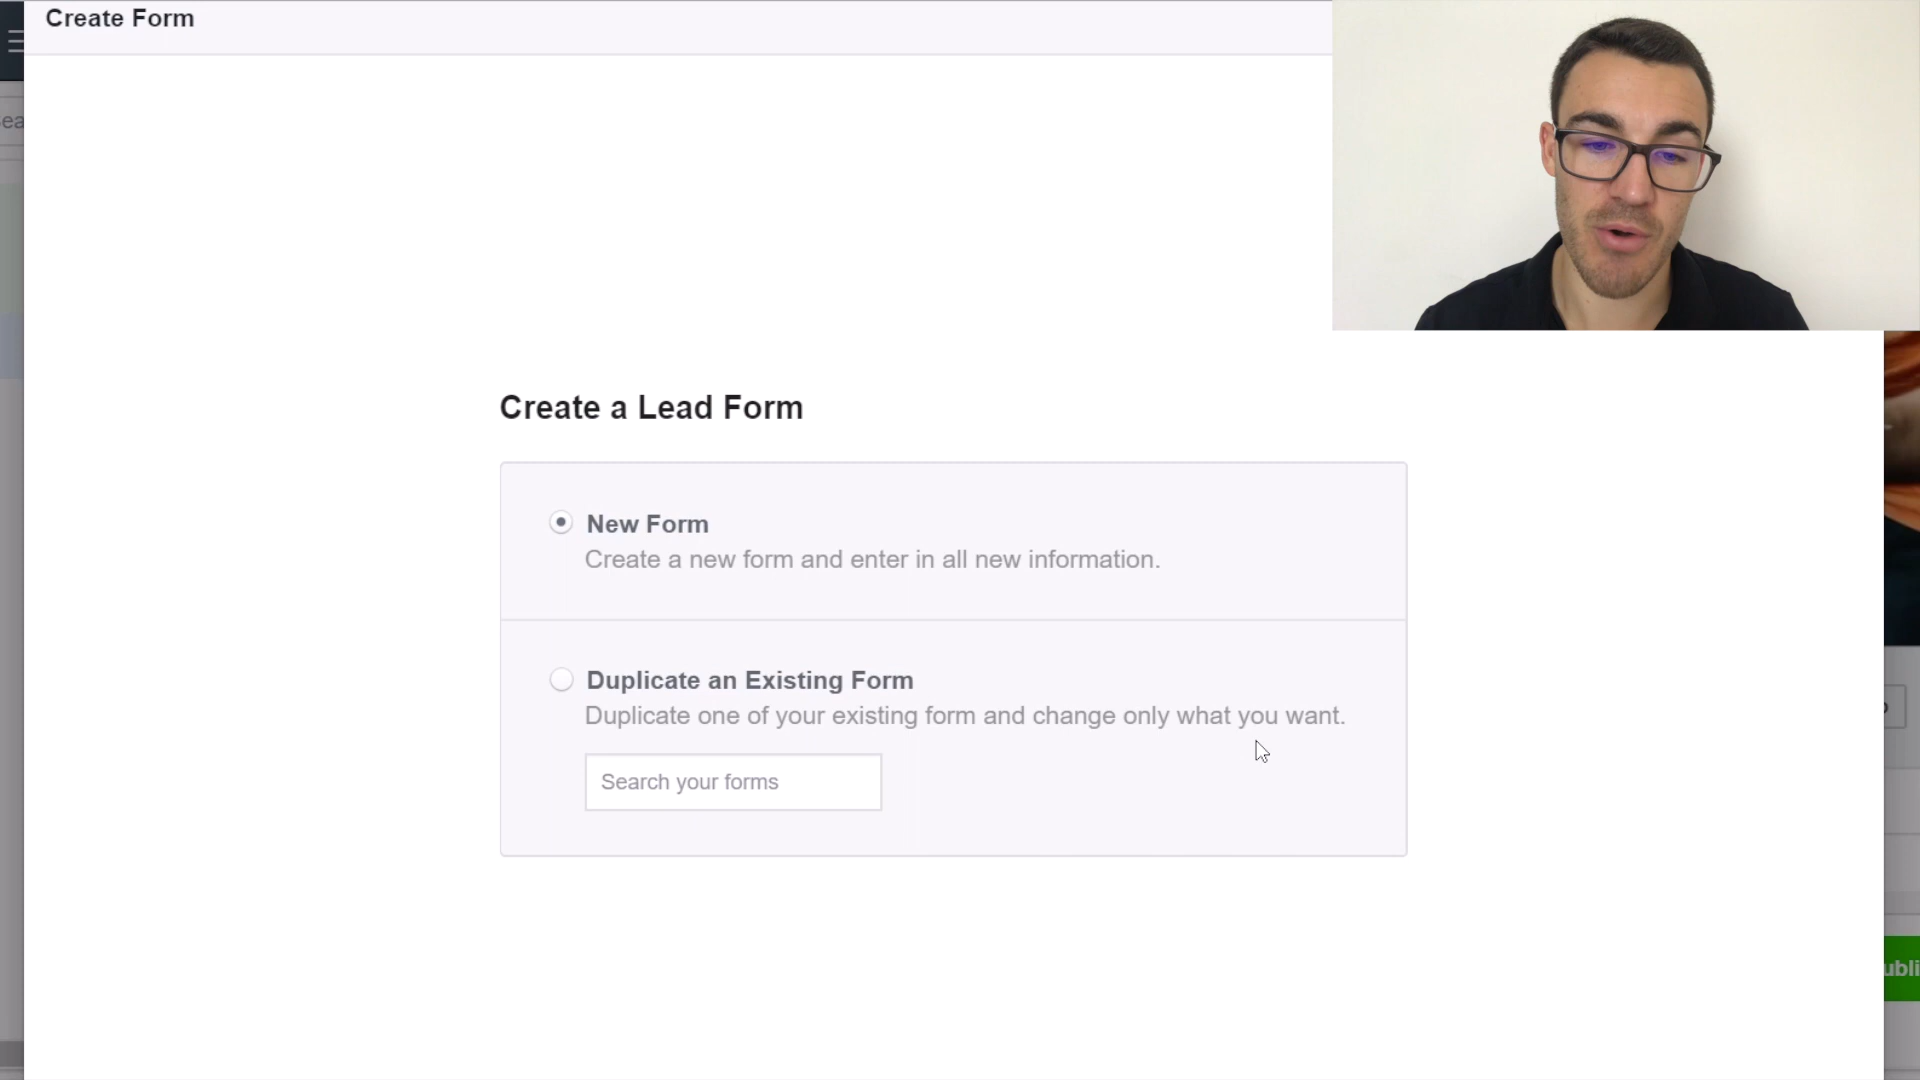 Create Form
Create a Lead Form
New Form
Create a new form and enter in all new information.
Duplicate an Existing Form
Duplicate one of your existing form and change only what you want.
Search your forms